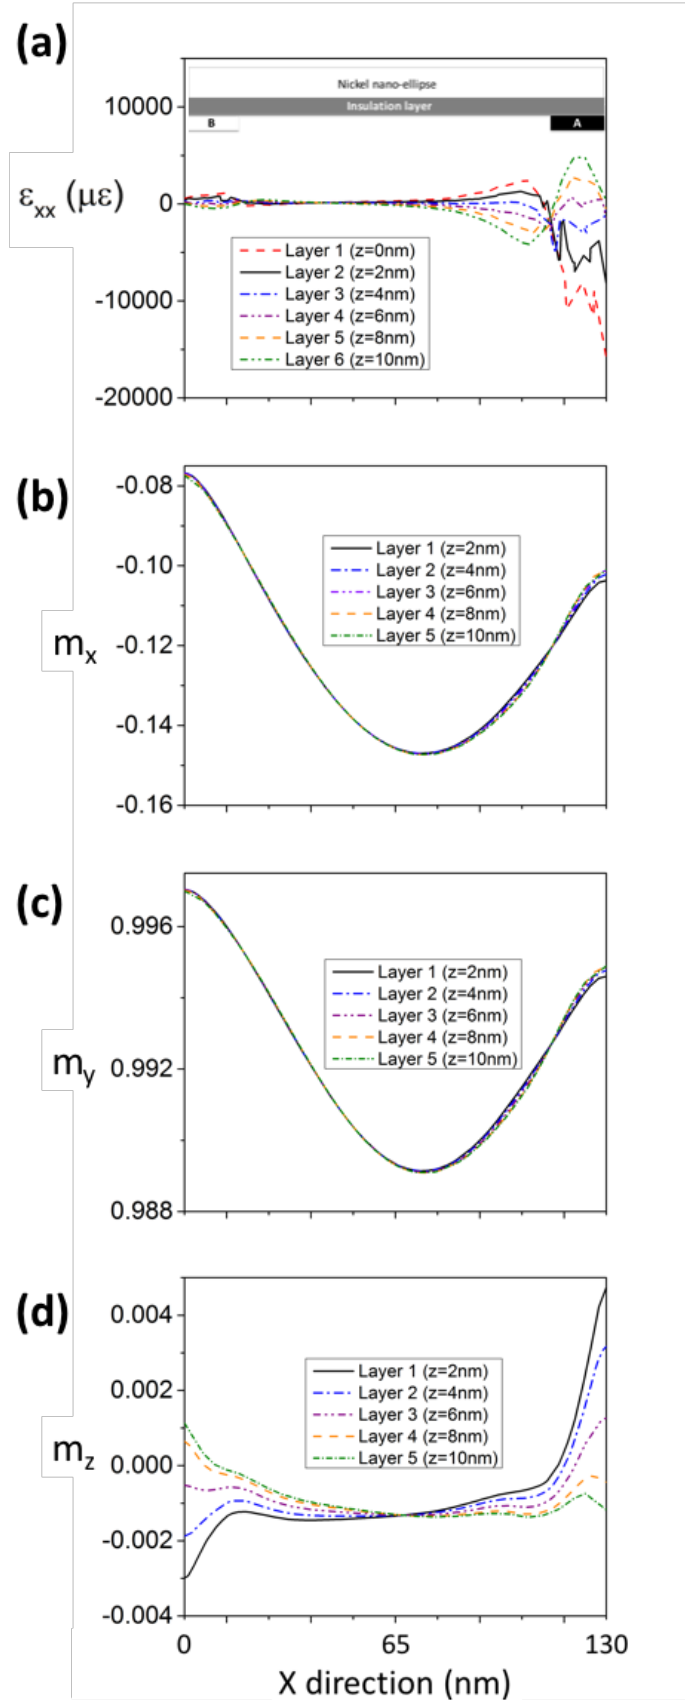 (a)
Nickel nano-ellipse
Insulation layer
B
A
10000
0
-10000
-20000
εxx (με)
Layer 1 (z=0nm)
Layer 2 (z=2nm)
Layer 3 (z=4nm)
Layer 4 (z=6nm)
Layer 5 (z=8nm)
Layer 6 (z=10nm)
(b)
-0.08
-0.10
-0.12
-0.14
-0.16
mx
Layer 1 (z=2nm)
Layer 2 (z=4nm)
Layer 3 (z=6nm)
Layer 4 (z=8nm)
Layer 5 (z=10nm)
(c)
0.996
0.992
0.988
my
Layer 1 (z=2nm)
Layer 2 (z=4nm)
Layer 3 (z=6nm)
Layer 4 (z=8nm)
Layer 5 (z=10nm)
(d)
0.004
0.002
0.000
-0.002
-0.004
mz
Layer 1 (z=2nm)
Layer 2 (z=4nm)
Layer 3 (z=6nm)
Layer 4 (z=8nm)
Layer 5 (z=10nm)
0 65 130
X direction (nm)